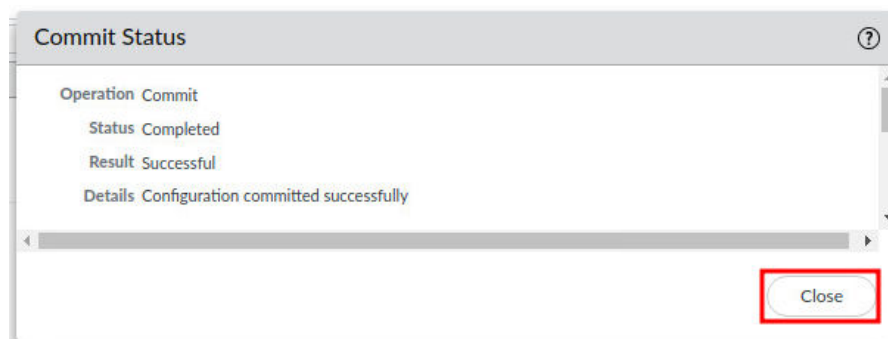 Commit Status
Operation Commit
Status Completed
Result Successful
Details Configuration committed successfully
Close